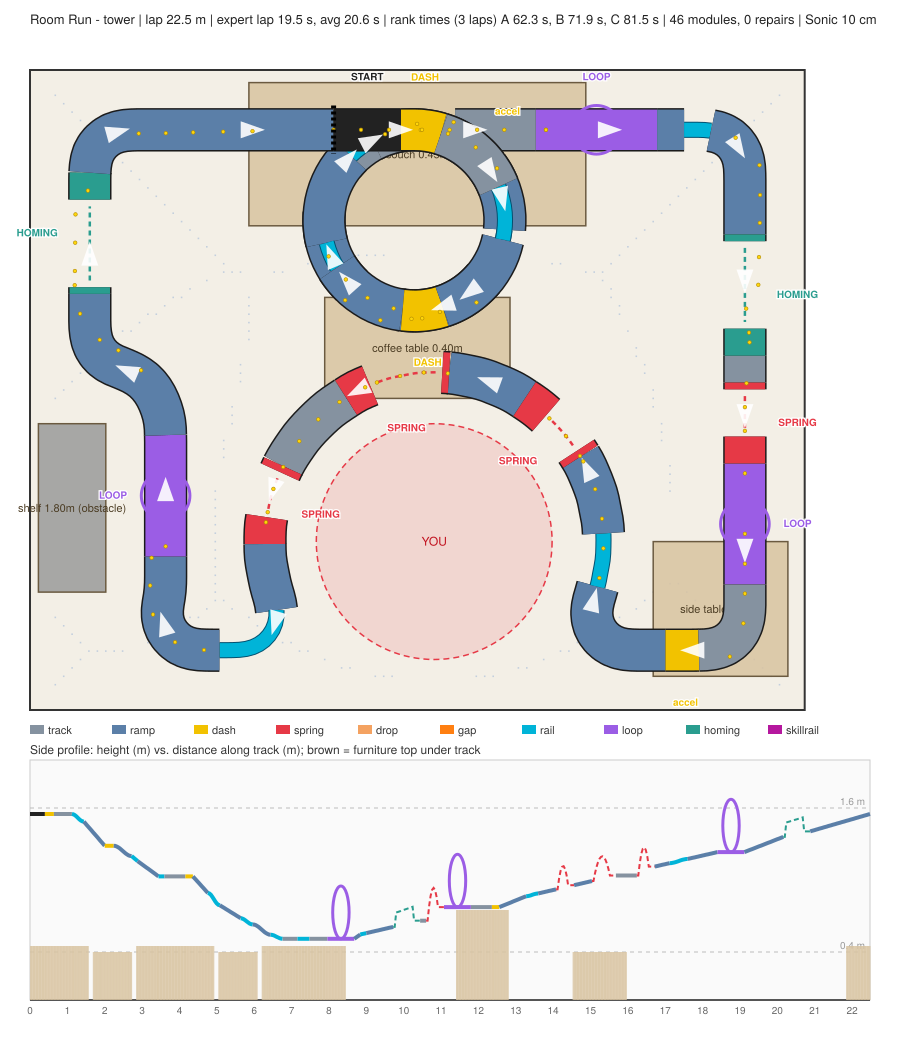 Room Run - tower | lap 22.5 m | expert lap 19.5 s, avg 20.6 s | rank times (3 laps) A 62.3 s, B 71.9 s, C 81.5 s | 46 modules, 0 repairs | Sonic 10 cm
START DASH LOOP
accel
HOMING
HOMING
coffee table 0.40m
DASH
SPRING
SPRING
SPRING
LOOP
shelf 1.80m (obstacle)
SPRING
LOOP
YOU
side table
accel
track ramp dash spring drop gap rail loop homing skillrail
Side profile: height (m) vs. distance along track (m); brown = furniture top under track
1.6 m
0.4 m
0 1 2 3 4 5 6 7 8 9 10 11 12 13 14 15 16 17 18 19 20 21 22